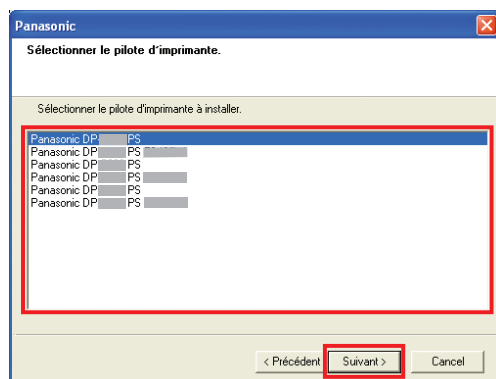 Panasonic
Sélectionner le pilote d'imprimante.
Sélectionner le pilote d'imprimante à installer.
Panasonic DP PS
Panasonic DP PS
Panasonic DP PS
Panasonic DP PS
Panasonic DP PS
Panasonic DP PS
< Précédent Suivant > Cancel